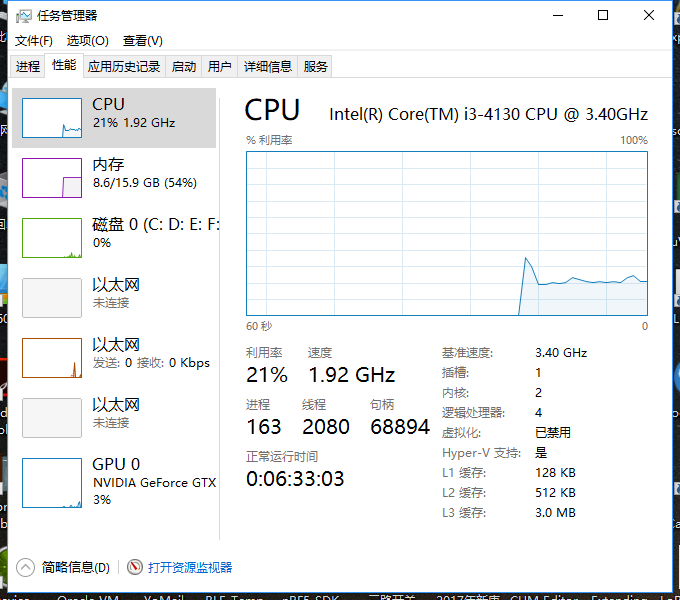 任务管理器
文件(F) 选项(O) 查看(V)
进程 性能 应用历史记录 启动 用户 详细信息 服务
CPU
21% 1.92 GHz
内存
8.6/15.9 GB (54%)
磁盘 0 (C: D: E: F:
0%
以太网
未连接
以太网
发送: 0 接收: 0 Kbps
以太网
未连接
GPU 0
NVIDIA GeForce GTX
3%
CPU Intel(R) Core(TM) i3-4130 CPU @ 3.40GHz
% 利用率 100%
60 秒 0
利用率 速度
21% 1.92 GHz
进程 线程 句柄
163 2080 68894
正常运行时间
0:06:33:03
基准速度: 3.40 GHz
插槽: 1
内核: 2
逻辑处理器: 4
虚拟化: 已禁用
Hyper-V 支持: 是
L1 缓存: 128 KB
L2 缓存: 512 KB
L3 缓存: 3.0 MB
简略信息(D) 打开资源监视器